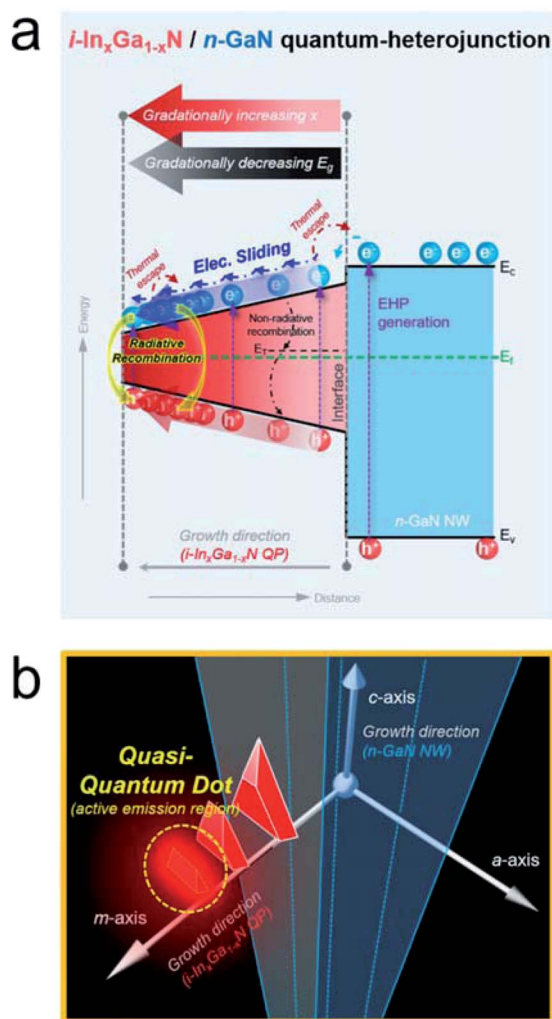 a
i-InxGa1-xN / n-GaN quantum-heterojunction
Gradationally increasing x
Gradationally decreasing Eg
Thermal
escape
Thermal
escape
Elec. Sliding
e⁻ e⁻ e⁻ e⁻ e⁻ e⁻ e⁻
Ec
Non-radiative
recombination
EHP
generation
Energy
Radiative
Recombination
ET
Ef
Interface
h⁺ h⁺ h⁺ h⁺
n-GaN NW
Ev
h⁺ h⁺
Growth direction
(i-InxGa1-xN QP)
Distance
b
c-axis
Growth direction
(n-GaN NW)
Quasi-
Quantum Dot
(active emission region)
a-axis
m-axis
Growth direction
(i-InxGa1-xN QP)